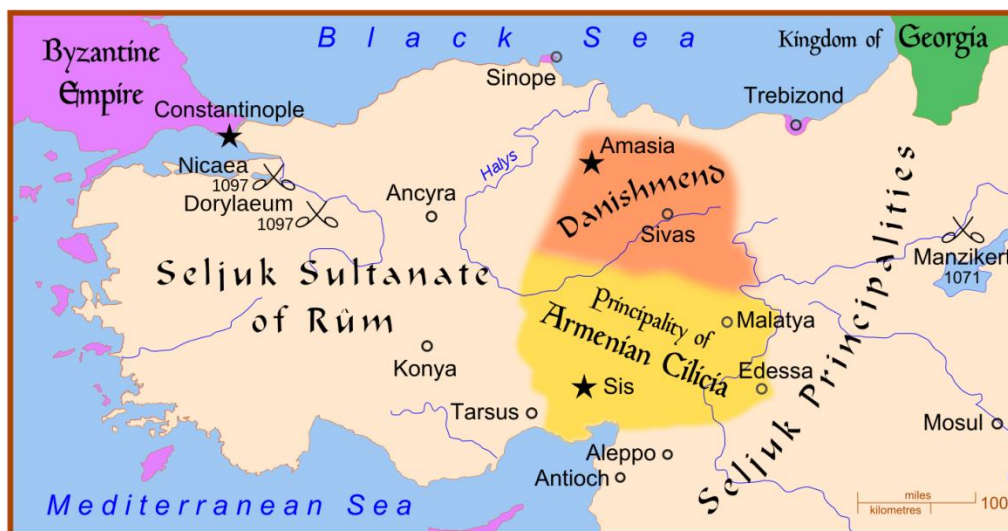 Black Sea
Byzantine
Empire
Kingdom of Georgia
Sinope
Constantinople
Trebizond
Amasia
Nicaea
1097
Halys
Danishmend
Ancyra
Dorylaeum
1097
Sivas
Manzikert
1071
Seljuk Sultanate
of Rûm
Principality of
Armenian Cilicia
Malatya
Seljuk Principalities
Konya
Edessa
Sis
Tarsus
Mosul
Aleppo
Antioch
Mediterranean Sea
miles
kilometres
100